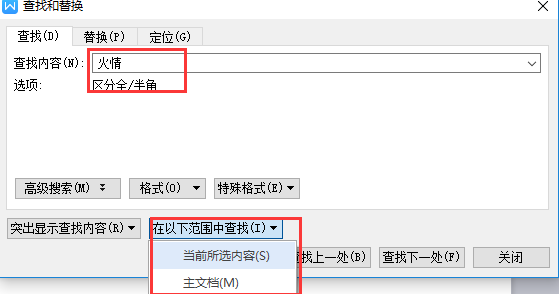 查找和替换
查找(D) 替换(P) 定位(G)
查找内容(N): 火情
选项: 区分全/半角
高级搜索(M) 格式(O) 特殊格式(E)
突出显示查找内容(R) 在以下范围中查找(I)
当前所选内容(S)
查找上一处(B) 查找下一处(F) 关闭
主文档(M)